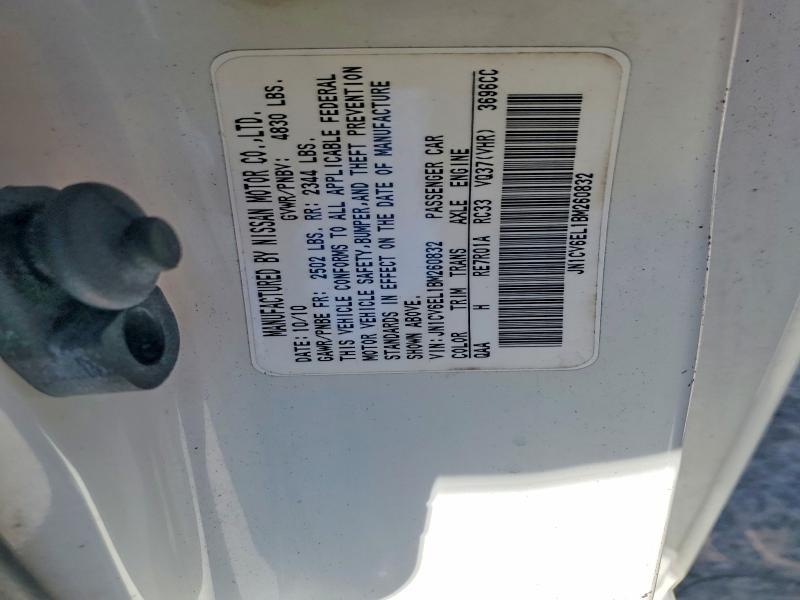 MANUFACTURED BY NISSAN MOTOR CO.,LTD.
DATE: 10/10 GVWR/PNBV: 4830 LBS.
GAWR/PNBE FR: 2502 LBS. RR: 2344 LBS.
THIS VEHICLE CONFORMS TO ALL APPLICABLE FEDERAL
MOTOR VEHICLE SAFETY,BUMPER,AND THEFT PREVENTION
STANDARDS IN EFFECT ON THE DATE OF MANUFACTURE
SHOWN ABOVE.
VIN:JN1CV6EL1BM260832 PASSENGER CAR
COLOR TRIM TRANS AXLE ENGINE
QAA H RE7R01A RC33 VQ37(VHR) 3696CC
JN1CV6EL1BM260832